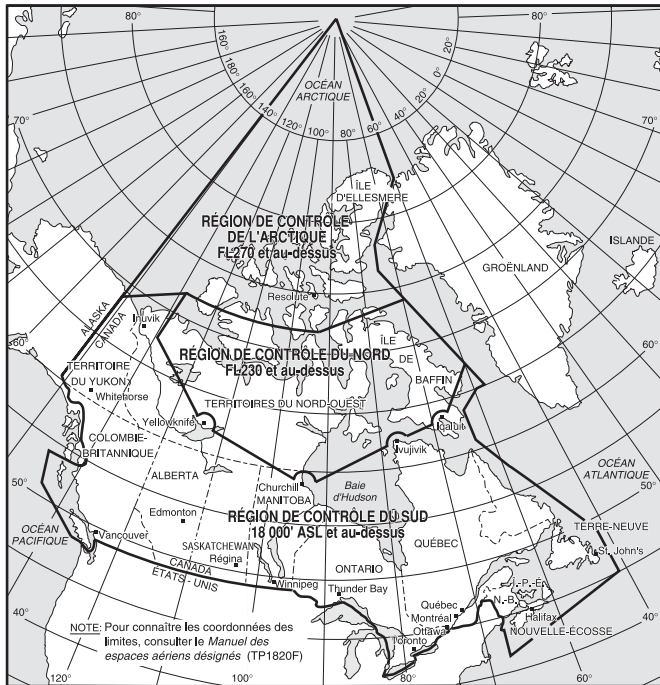 80°
80°
160°
160°
140°
120°
140°
120°
100°
80°
60°
40°
0°
20°
20°
70°
70°
60°
60°
50°
50°
40°
40°
120°
100°
80°
60°
OCÉAN
ARCTIQUE
ÎLE
D'ELLESMERE
RÉGION DE CONTRÔLE
DE L'ARCTIQUE
FL270 et au-dessus
ISLANDE
GROËNLAND
Resolute
ALASKA
CANADA
Inuvik
RÉGION DE CONTRÔLE DU NORD
FL230 et au-dessus
ÎLE
DE
BAFFIN
TERRITOIRE
DU YUKON
Whitehorse
TERRITOIRES DU NORD-OUEST
Yellowknife
Iqaluit
Ivujivik
COLOMBIE-
BRITANNIQUE
ALBERTA
Churchill
MANITOBA
Baie
d'Hudson
OCÉAN
ATLANTIQUE
Edmonton
RÉGION DE CONTRÔLE DU SUD
18 000' ASL et au-dessus
OCÉAN
PACIFIQUE
Vancouver
SASKATCHEWAN
Régina
QUÉBEC
TERRE-NEUVE
St. John's
CANADA
ÉTATS - UNIS
Winnipeg
ONTARIO
Thunder Bay
Î.-P.-É.
N.-B.
Québec
Montréal
Ottawa
Toronto
Halifax
NOUVELLE-ÉCOSSE
NOTE: Pour connaître les coordonnées des
limites, consulter le Manuel des
espaces aériens désignés (TP1820F)